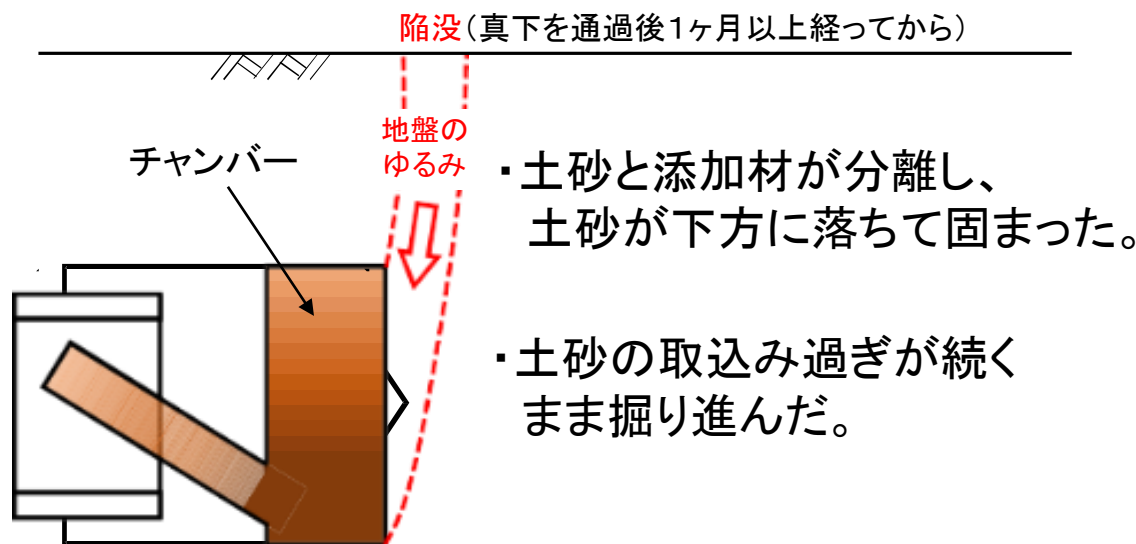 陥没(真下を通過後1ヶ月以上経ってから)
地盤の
ゆるみ
チャンバー
・土砂と添加材が分離し、
土砂が下方に落ちて固まった。
・土砂の取込み過ぎが続く
まま掘り進んだ。